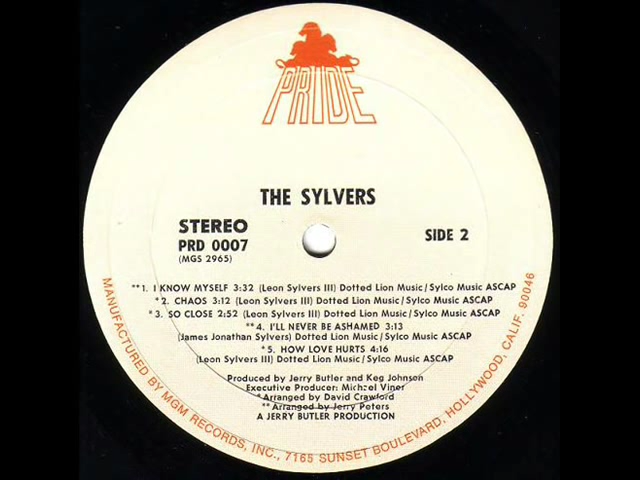 PRIDE
THE SYLVERS
STEREO
PRD 0007
(MGS 2965)
SIDE 2
**1. I KNOW MYSELF 3:32 (Leon Sylvers III) Dotted Lion Music/Sylco Music ASCAP
*2. CHAOS 3:12 (Leon Sylvers III) Dotted Lion Music/Sylco Music ASCAP
*3. SO CLOSE 2:52 (Leon Sylvers III) Dotted Lion Music/Sylco Music ASCAP
**4. I'LL NEVER BE ASHAMED 3:13
(James Jonathan Sylvers) Dotted Lion Music/Sylco Music ASCAP
*5. HOW LOVE HURTS 4:16
(Leon Sylvers III) Dotted Lion Music/Sylco Music ASCAP
Produced by Jerry Butler and Keg Johnson
Executive Producer: Michael Viner
*Arranged by David Crawford
**Arranged by Jerry Peters
A JERRY BUTLER PRODUCTION
MANUFACTURED BY MGM RECORDS, INC., 7165 SUNSET BOULEVARD, HOLLYWOOD, CALIF. 90046